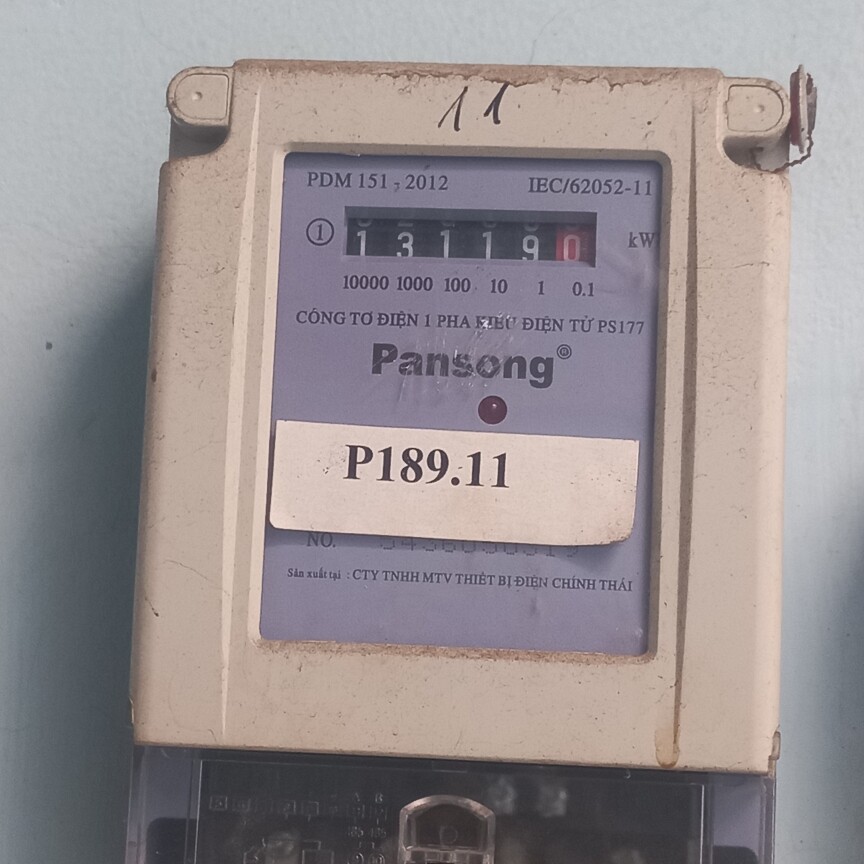 11
PDM 151 - 2012 IEC/62052-11
1 1 3 1 1 9 0 kW
10000 1000 100 10 1 0.1
CÔNG TƠ ĐIỆN 1 PHA KIỂU ĐIỆN TỬ PS177
Pansong®
P189.11
NO.
Sản xuất tại : CTY TNHH MTV THIẾT BỊ ĐIỆN CHÍNH THÁI